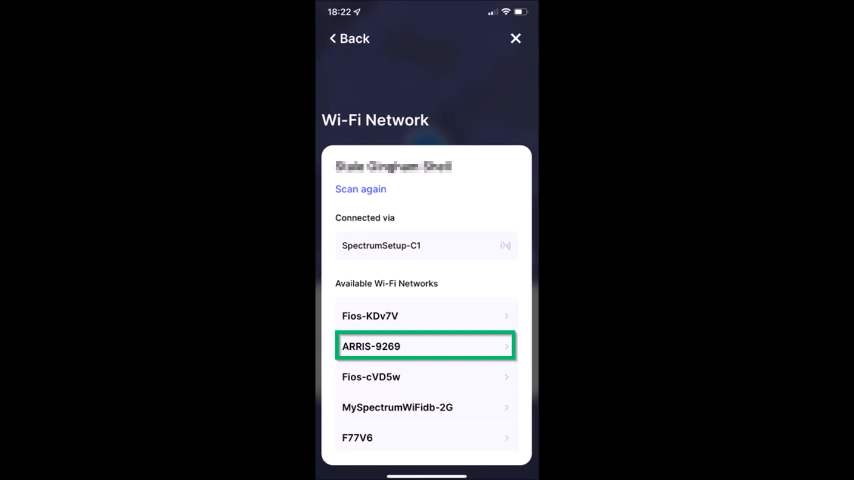 18:22
Back
Wi-Fi Network
Scan again
Connected via
SpectrumSetup-C1
Available Wi-Fi Networks
Fios-KDv7V
ARRIS-9269
Fios-cVD5w
MySpectrumWiFidb-2G
F77V6